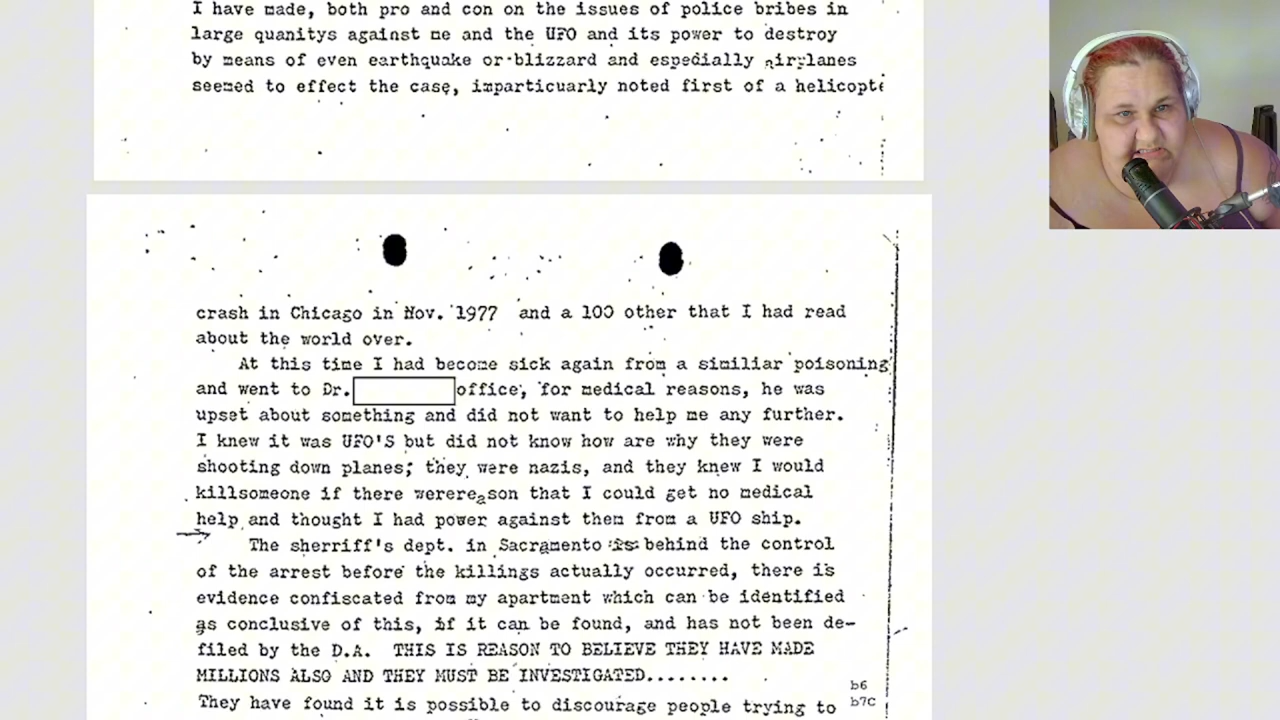 I have made, both pro and con on the issues of police bribes in
large quanitys against me and the UFO and its power to destroy
by means of even earthquake or blizzard and espedially airplanes
seemed to effect the case, imparticuarly noted first of a helicopte
crash in Chicago in Nov. 1977 and a 100 other that I had read
about the world over.
At this time I had become sick again from a similiar poisoning
and went to Dr. office, for medical reasons, he was
upset about something and did not want to help me any further.
I knew it was UFO'S but did not know how are why they were
shooting down planes; they were nazis, and they knew I would
killsomeone if there werereason that I could get no medical
help and thought I had power against them from a UFO ship.
The sherriff's dept. in Sacramento is behind the control
of the arrest before the killings actually occurred, there is
evidence confiscated from my apartment which can be identified
as conclusive of this, if it can be found, and has not been de-
filed by the D.A. THIS IS REASON TO BELIEVE THEY HAVE MADE
MILLIONS ALSO AND THEY MUST BE INVESTIGATED........
They have found it is possible to discourage people trying to
b6
b7C